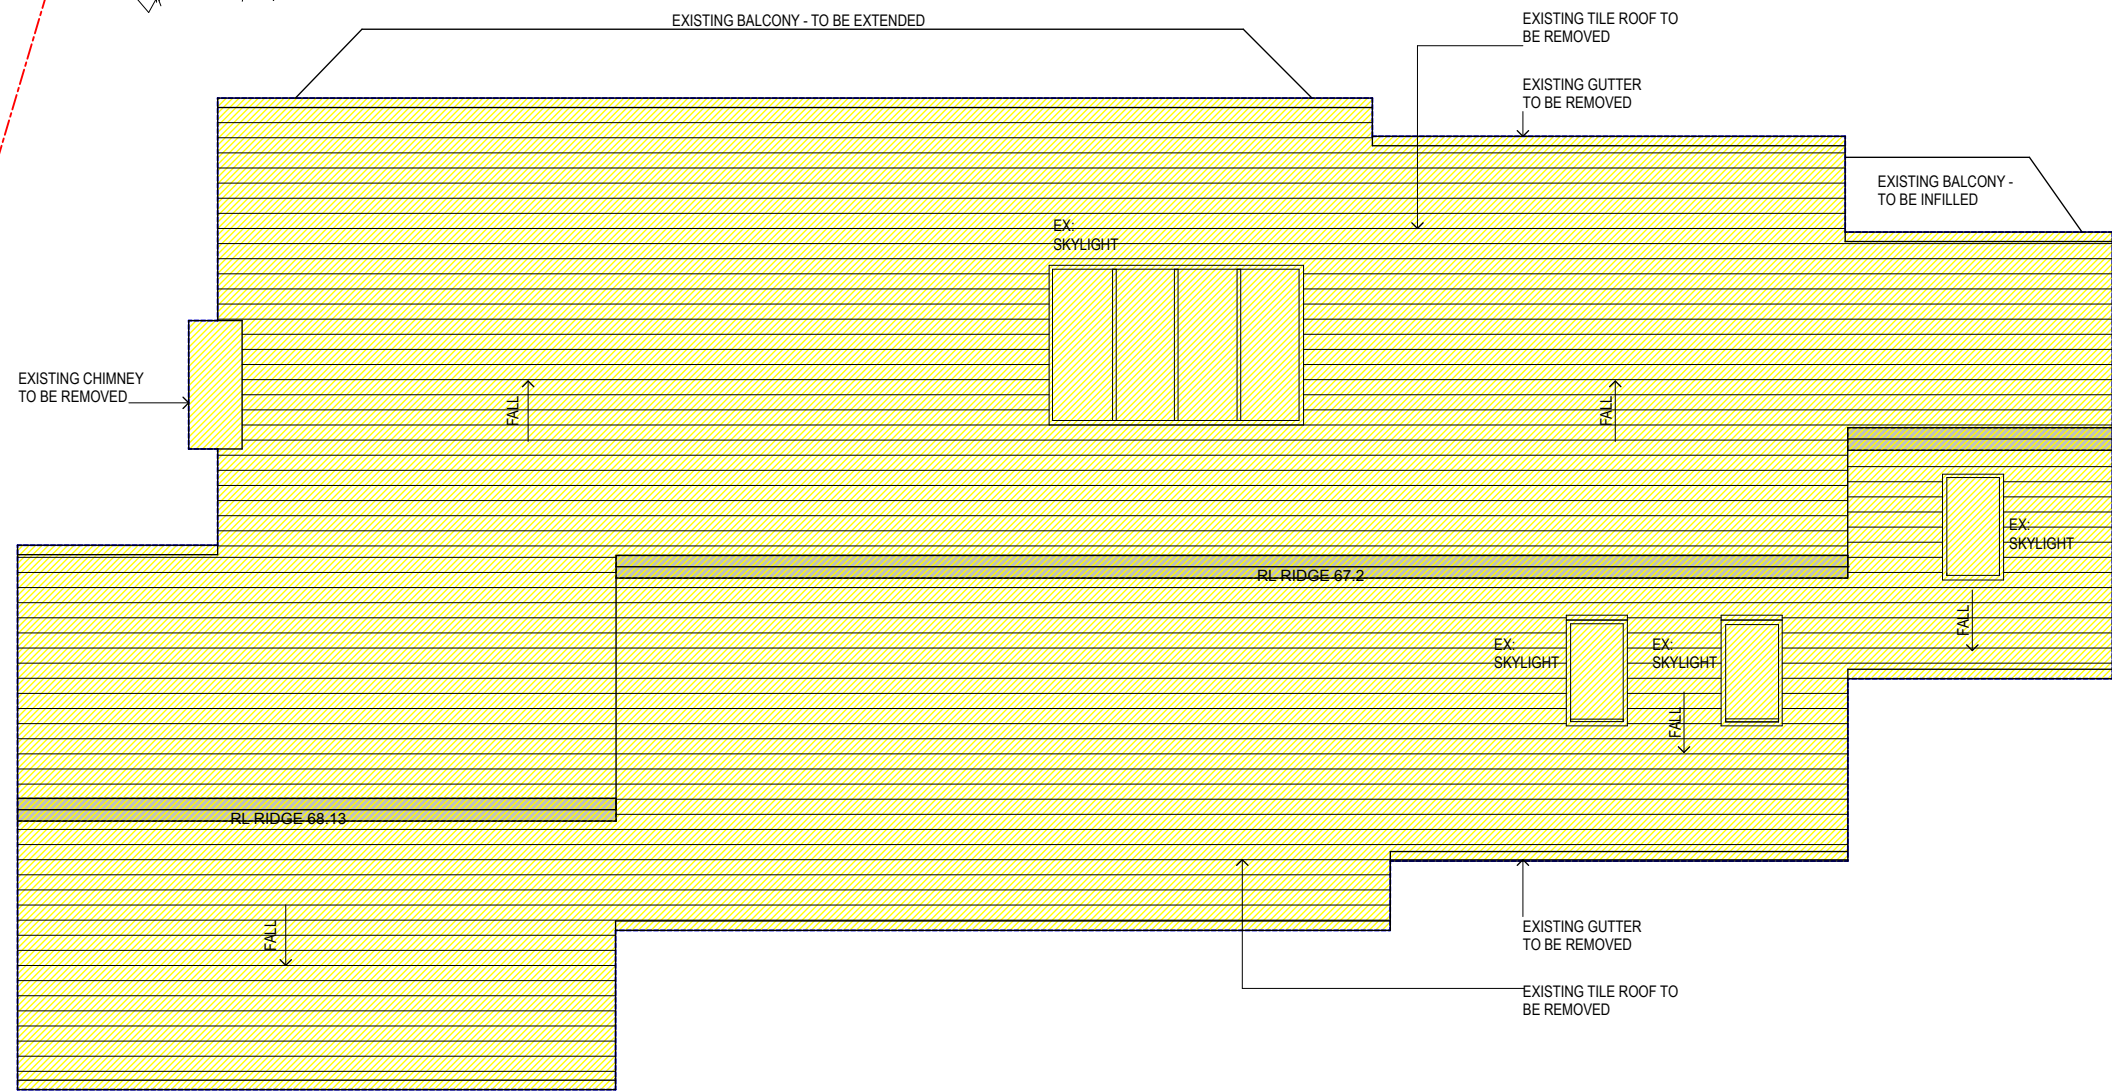 EXISTING BALCONY - TO BE EXTENDED
EXISTING TILE ROOF TO
BE REMOVED
EXISTING GUTTER
TO BE REMOVED
EXISTING BALCONY -
TO BE INFILLED
EX:
SKYLIGHT
EXISTING CHIMNEY
TO BE REMOVED
FALL
FALL
EX:
SKYLIGHT
RL RIDGE 67.2
FALL
EX:
SKYLIGHT
EX:
SKYLIGHT
FALL
RL RIDGE 68.13
FALL
EXISTING GUTTER
TO BE REMOVED
EXISTING TILE ROOF TO
BE REMOVED